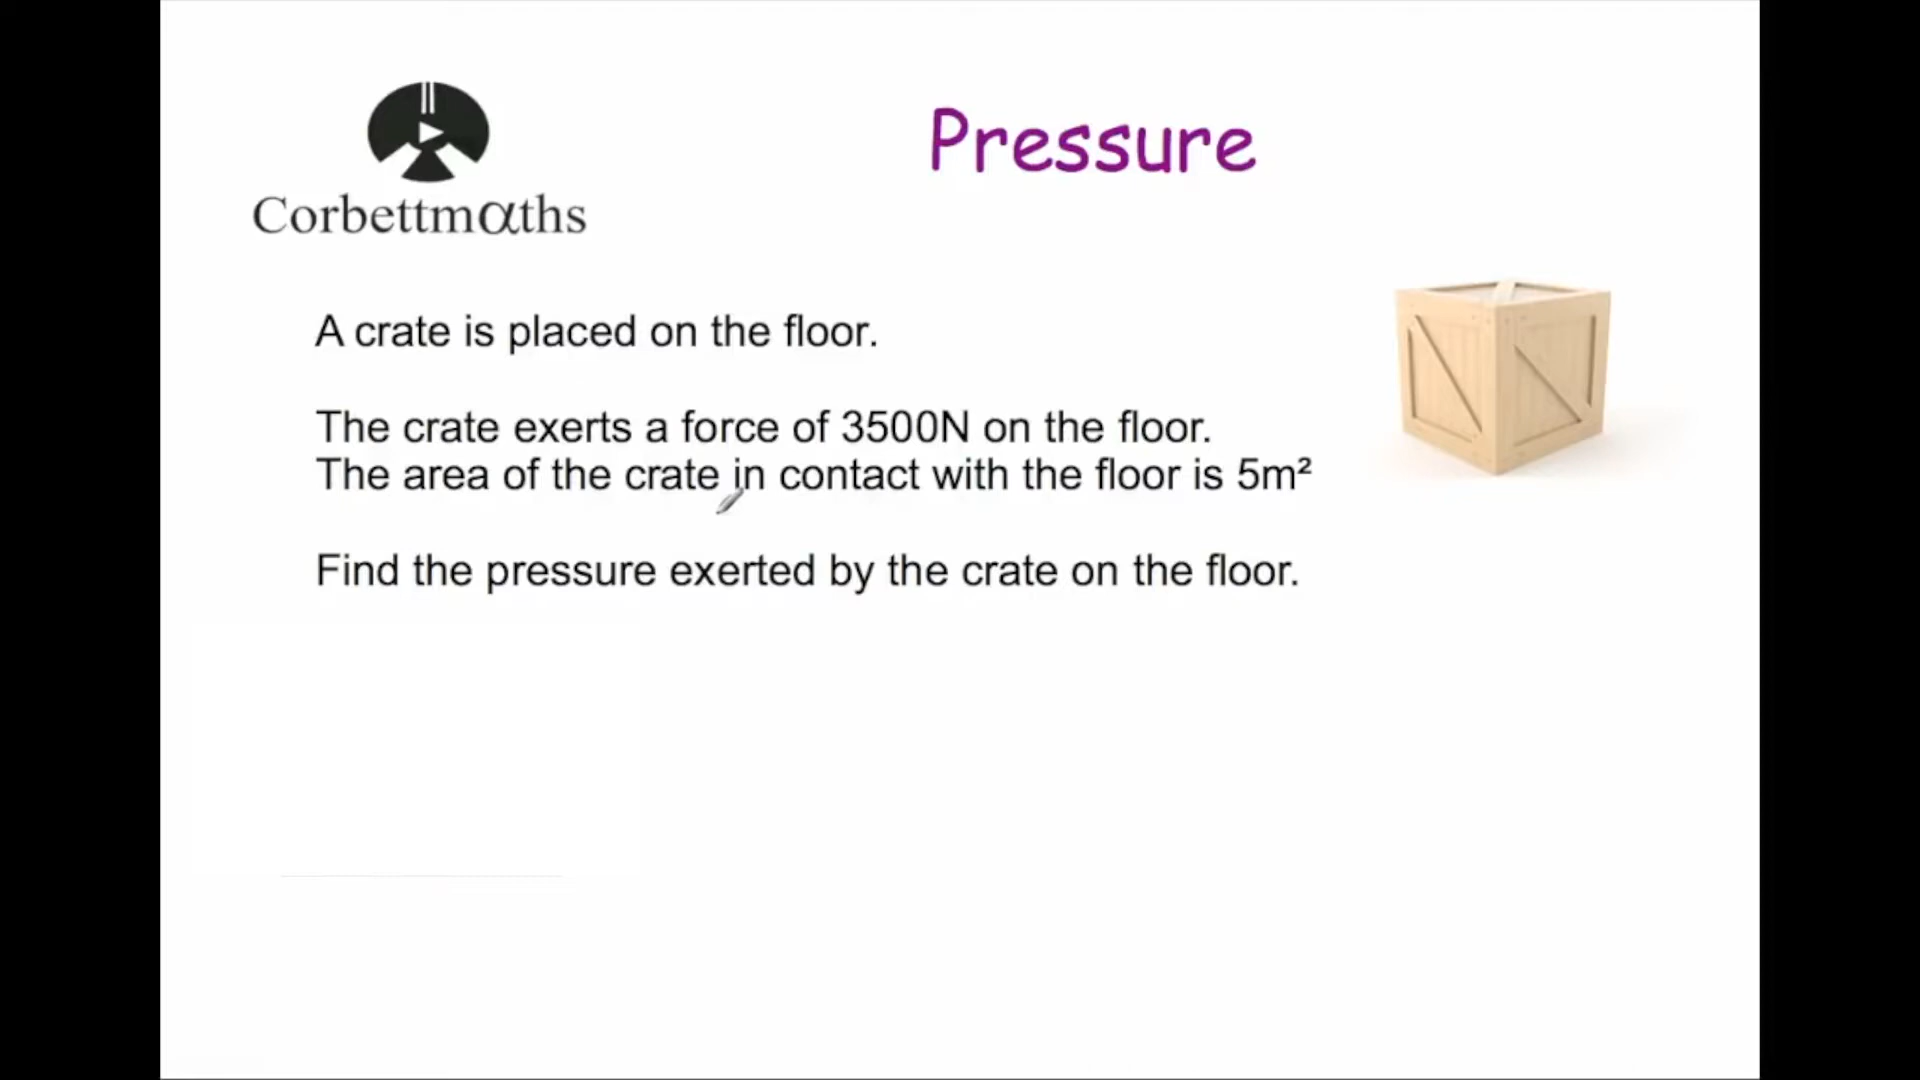 Pressure
Corbettmαths
A crate is placed on the floor.
The crate exerts a force of 3500N on the floor.
The area of the crate in contact with the floor is 5m²
Find the pressure exerted by the crate on the floor.